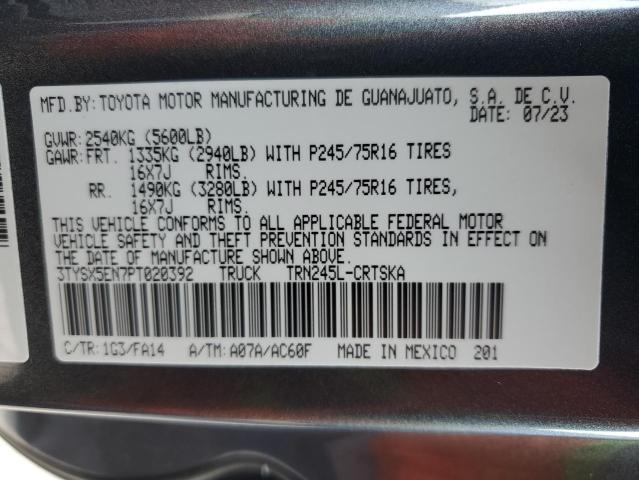 MFD.BY: TOYOTA MOTOR MANUFACTURING DE GUANAJUATO, S.A. DE C.V.
DATE: 07/23
GVWR: 2540KG (5600LB)
GAWR: FRT. 1335KG (2940LB) WITH P245/75R16 TIRES
16X7J RIMS.
RR. 1490KG (3280LB) WITH P245/75R16 TIRES,
16X7J RIMS.
THIS VEHICLE CONFORMS TO ALL APPLICABLE FEDERAL MOTOR
VEHICLE SAFETY AND THEFT PREVENTION STANDARDS IN EFFECT ON
THE DATE OF MANUFACTURE SHOWN ABOVE.
3TYSX5EN7PT020392 TRUCK TRN245L-CRTSKA
C/TR: 1G3/FA14 A/TM: A07A/AC60F MADE IN MEXICO 201